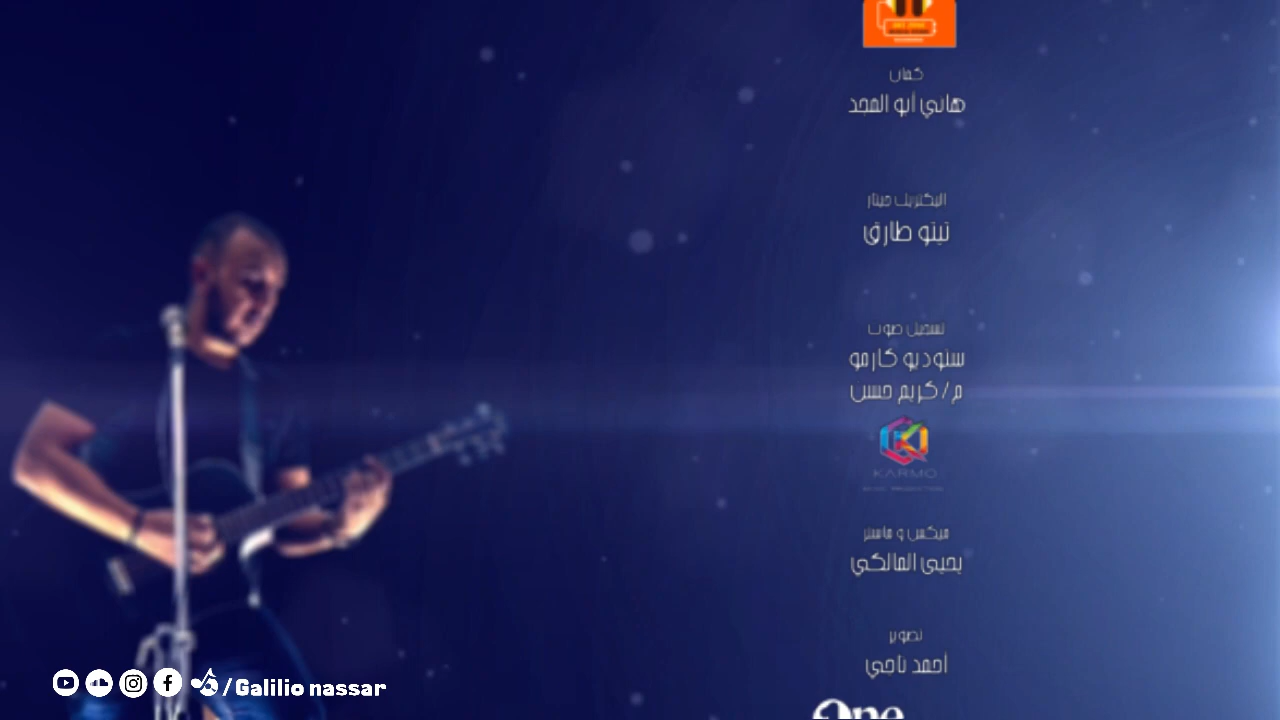 كمان
هاني أبو المجد
اليكتريك جيتار
تيتو طارق
تسجيل صوت
ستوديو كارمو
م/كريم حسن
KARMO
ميكس و ماستر
يحيى المالكي
تصوير
أحمد ناجي
One
/Galilio nassar